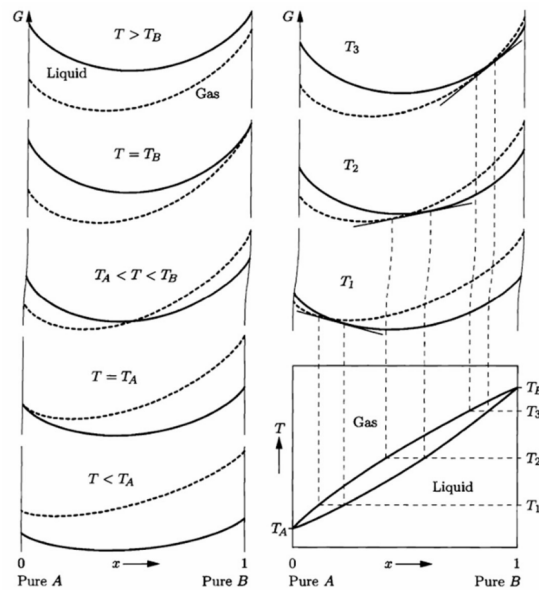 G
T > T_B
Liquid
Gas
T = T_B
T_A < T < T_B
T = T_A
T < T_A
0 x 1
Pure A Pure B
G
T_3
T_2
T_1
T
Gas
Liquid
T_B
T_3
T_2
T_1
T_A
0 x 1
Pure A Pure B